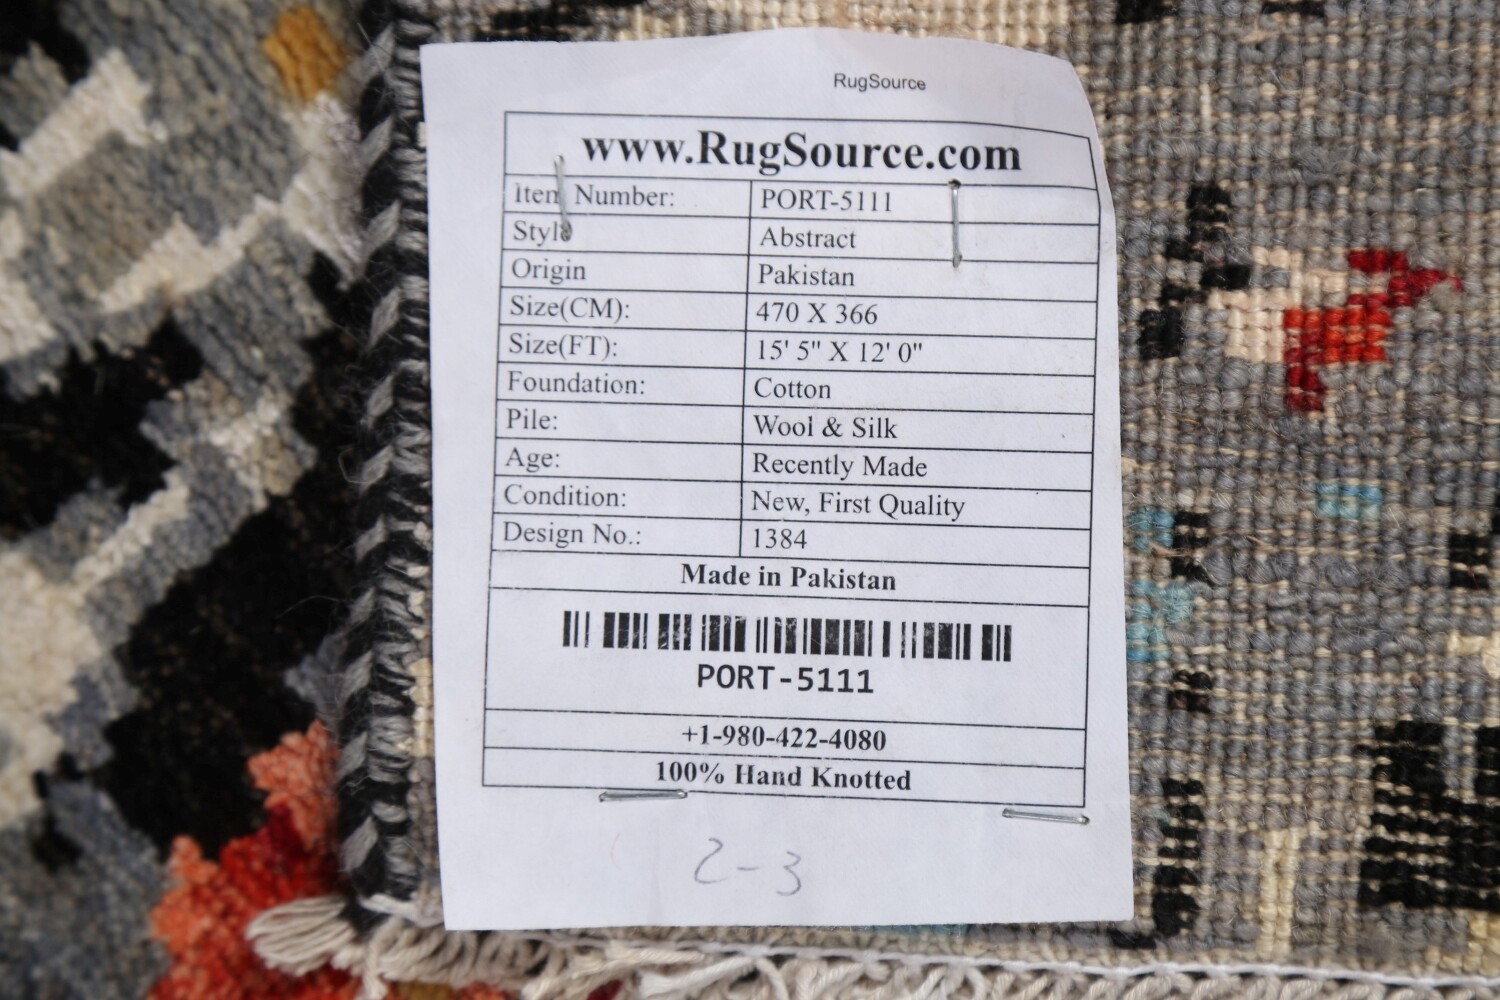 RugSource
www.RugSource.com
Item Number: PORT-5111
Style Abstract
Origin Pakistan
Size(CM): 470 X 366
Size(FT): 15' 5" X 12' 0"
Foundation: Cotton
Pile: Wool & Silk
Age: Recently Made
Condition: New, First Quality
Design No.: 1384
Made in Pakistan
PORT-5111
+1-980-422-4080
100% Hand Knotted
2-3